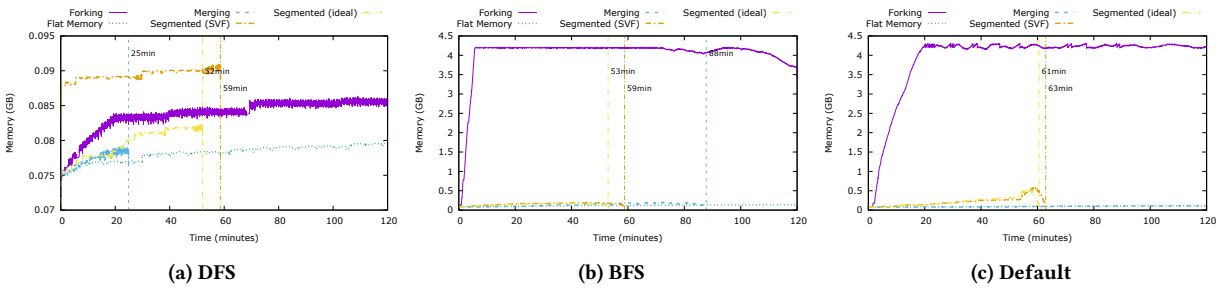 Forking
Merging
Segmented (ideal)
Flat Memory
Segmented (SVF)
0.095
0.09
0.085
0.08
0.075
0.07
Memory (GB)
25min
52min
59min
0 20 40 60 80 100 120
Time (minutes)
(a) DFS
Forking
Merging
Segmented (ideal)
Flat Memory
Segmented (SVF)
4.5
4
3.5
3
2.5
2
1.5
1
0.5
0
Memory (GB)
53min
59min
88min
0 20 40 60 80 100 120
Time (minutes)
(b) BFS
Forking
Merging
Segmented (ideal)
Flat Memory
Segmented (SVF)
4.5
4
3.5
3
2.5
2
1.5
1
0.5
0
Memory (GB)
61min
63min
0 20 40 60 80 100 120
Time (minutes)
(c) Default